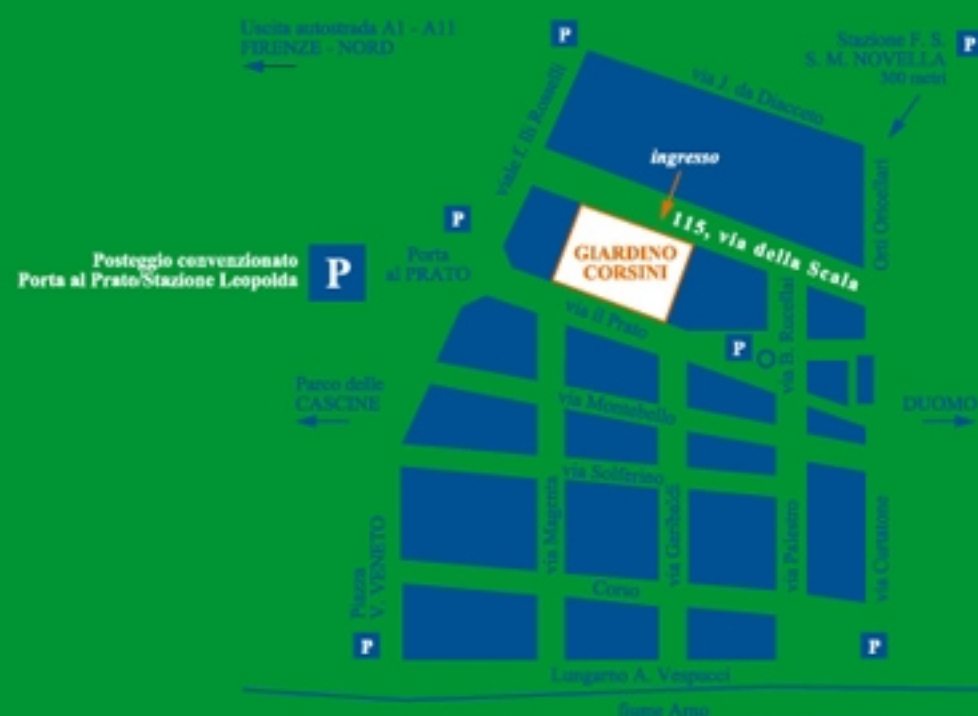 Uscita autostrada A1 - A11
FIRENZE - NORD
P
Stazione F. S.
S. M. NOVELLA
300 metri
P
via J. da Diacceto
viale f. lli Rosselli
ingresso
Orti Oricellari
115, via della Scala
P
Porta
al PRATO
Posteggio convenzionato
Porta al Prato/Stazione Leopolda
P
GIARDINO
CORSINI
via il Prato
P
via B. Rucellai
Parco delle
CASCINE
via Montebello
DUOMO
via Solferino
via Magenta
via Garibaldi
via Palestro
via Curtatone
Piazza
V. VENETO
Corso
P
P
Lungarno A. Vespucci
fiume Arno